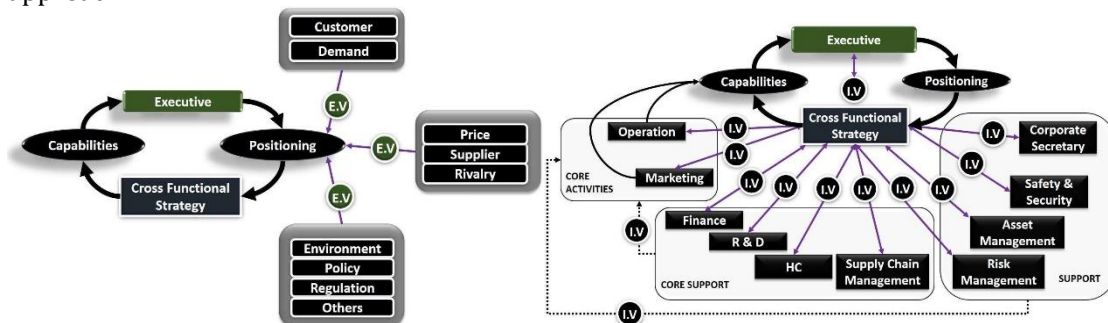 Customer
Demand
E.V
Executive
Capabilities
Positioning
E.V
Price
Supplier
Rivalry
Cross Functional
Strategy
E.V
Environment
Policy
Regulation
Others
Executive
Capabilities
I.V
Positioning
Operation
I.V
Cross Functional
Strategy
I.V
Corporate
Secretary
CORE
ACTIVITIES
Marketing
I.V
I.V
Safety &
Security
I.V
I.V
I.V
I.V
I.V
I.V
Finance
R & D
HC
Supply Chain
Management
Asset
Management
Risk
Management
CORE SUPPORT
SUPPORT
I.V